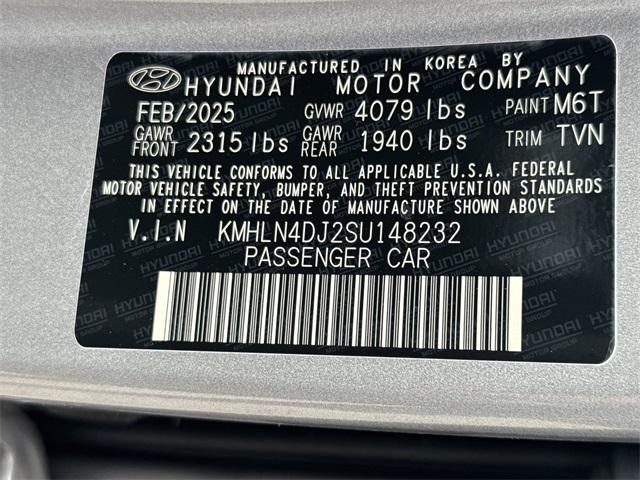 MANUFACTURED IN KOREA BY
HYUNDAI MOTOR COMPANY
FEB/2025 GVWR 4079 lbs PAINT M6T
GAWR FRONT 2315 lbs GAWR REAR 1940 lbs TRIM TVN
THIS VEHICLE CONFORMS TO ALL APPLICABLE U.S.A. FEDERAL
MOTOR VEHICLE SAFETY, BUMPER, AND THEFT PREVENTION STANDARDS
IN EFFECT ON THE DATE OF MANUFACTURE SHOWN ABOVE
V.I.N KMHLN4DJ2SU148232
PASSENGER CAR